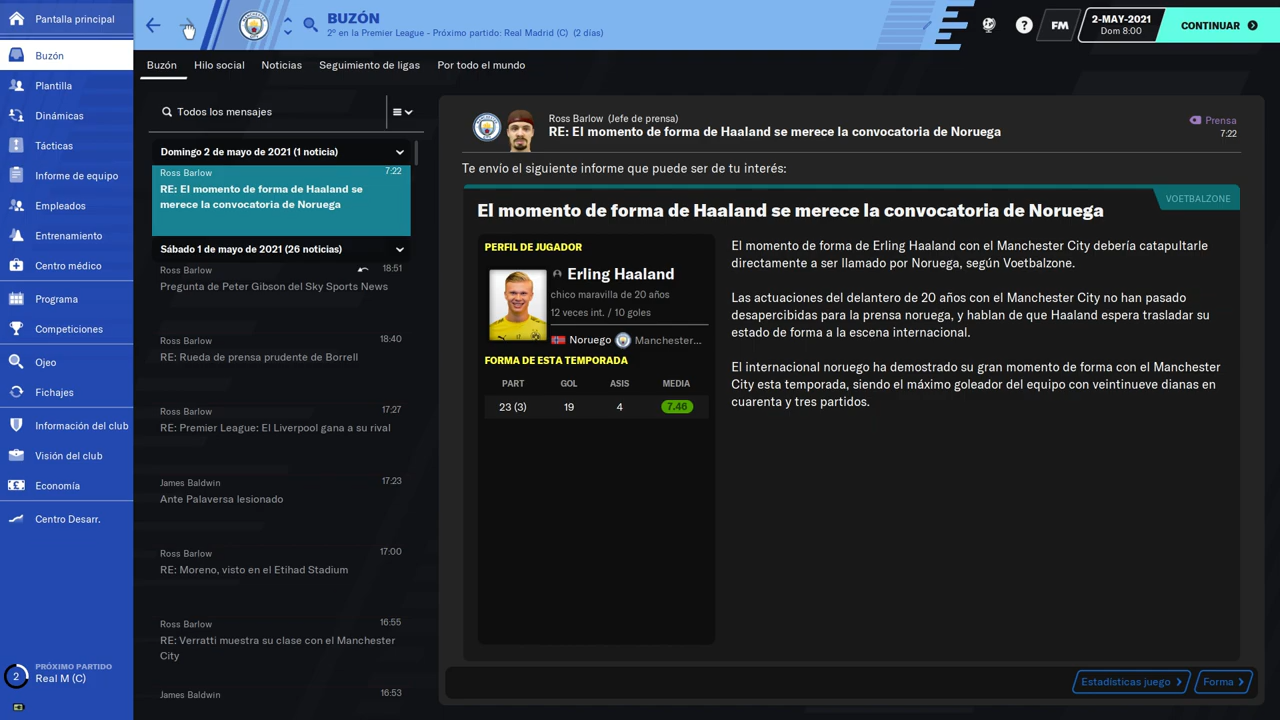 Pantalla principal
Buzón
Plantilla
Dinámicas
Tácticas
Informe de equipo
Empleados
Entrenamiento
Centro médico
Programa
Competiciones
Ojeo
Fichajes
Información del club
Visión del club
Economía
Centro Desarr.
2
PRÓXIMO PARTIDO
Real M (C)
BUZÓN
2º en la Premier League - Próximo partido: Real Madrid (C) (2 días)
?
FM
2-MAY-2021
Dom 8:00
CONTINUAR
Buzón Hilo social Noticias Seguimiento de ligas Por todo el mundo
Todos los mensajes
Domingo 2 de mayo de 2021 (1 noticia)
Ross Barlow 7:22
RE: El momento de forma de Haaland se
merece la convocatoria de Noruega
Sábado 1 de mayo de 2021 (26 noticias)
Ross Barlow 18:51
Pregunta de Peter Gibson del Sky Sports News
Ross Barlow 18:40
RE: Rueda de prensa prudente de Borrell
Ross Barlow 17:27
RE: Premier League: El Liverpool gana a su rival
James Baldwin 17:23
Ante Palaversa lesionado
Ross Barlow 17:00
RE: Moreno, visto en el Etihad Stadium
Ross Barlow 16:55
RE: Verratti muestra su clase con el Manchester
City
James Baldwin 16:53
Ross Barlow (Jefe de prensa)
RE: El momento de forma de Haaland se merece la convocatoria de Noruega
Prensa
7:22
Te envío el siguiente informe que puede ser de tu interés:
VOETBALZONE
El momento de forma de Haaland se merece la convocatoria de Noruega
PERFIL DE JUGADOR
Erling Haaland
chico maravilla de 20 años
12 veces int. / 10 goles
Noruego Manchester...
FORMA DE ESTA TEMPORADA
PART GOL ASIS MEDIA
23 (3) 19 4 7.46
El momento de forma de Erling Haaland con el Manchester City debería catapultarle
directamente a ser llamado por Noruega, según Voetbalzone.
Las actuaciones del delantero de 20 años con el Manchester City no han pasado
desapercibidas para la prensa noruega, y hablan de que Haaland espera trasladar su
estado de forma a la escena internacional.
El internacional noruego ha demostrado su gran momento de forma con el Manchester
City esta temporada, siendo el máximo goleador del equipo con veintinueve dianas en
cuarenta y tres partidos.
Estadísticas juego
Forma